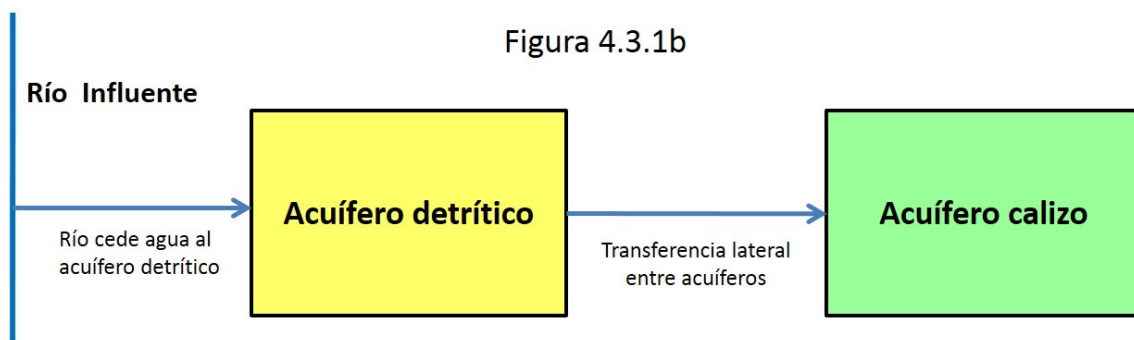 Figura 4.3.1b
Río Influente
Río cede agua al
acuífero detrítico
Acuífero detrítico
Transferencia lateral
entre acuíferos
Acuífero calizo